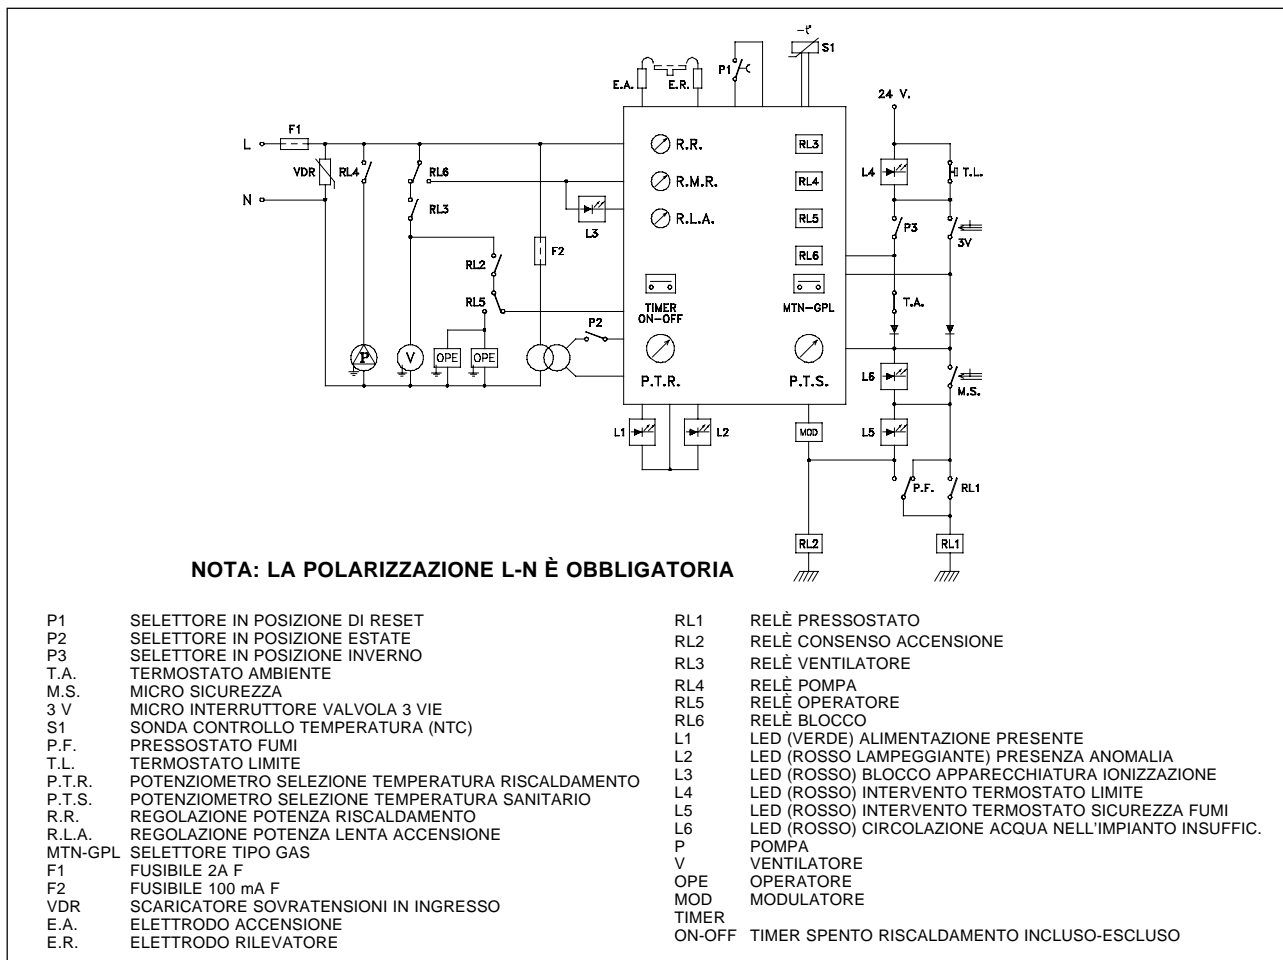 -t°
S1
P1
E.A.
E.R.
24 V.
L
F1
R.R.
RL3
VDR
RL4
RL6
L4
T.L.
R.M.R.
RL4
N
RL3
L3
R.L.A.
RL5
P3
3V
F2
RL6
RL2
RL5
TIMER
ON-OFF
MTN-GPL
T.A.
P2
P
V
OPE
OPE
P.T.R.
P.T.S.
L6
M.S.
L1
L2
MOD
L5
P.F.
RL1
RL2
RL1
NOTA: LA POLARIZZAZIONE L-N È OBBLIGATORIA
P1 SELETTORE IN POSIZIONE DI RESET
P2 SELETTORE IN POSIZIONE ESTATE
P3 SELETTORE IN POSIZIONE INVERNO
T.A. TERMOSTATO AMBIENTE
M.S. MICRO SICUREZZA
3 V MICRO INTERRUTTORE VALVOLA 3 VIE
S1 SONDA CONTROLLO TEMPERATURA (NTC)
P.F. PRESSOSTATO FUMI
T.L. TERMOSTATO LIMITE
P.T.R. POTENZIOMETRO SELEZIONE TEMPERATURA RISCALDAMENTO
P.T.S. POTENZIOMETRO SELEZIONE TEMPERATURA SANITARIO
R.R. REGOLAZIONE POTENZA RISCALDAMENTO
R.L.A. REGOLAZIONE POTENZA LENTA ACCENSIONE
MTN-GPL SELETTORE TIPO GAS
F1 FUSIBILE 2A F
F2 FUSIBILE 100 mA F
VDR SCARICATORE SOVRATENSIONI IN INGRESSO
E.A. ELETTRODO ACCENSIONE
E.R. ELETTRODO RILEVATORE
RL1 RELÈ PRESSOSTATO
RL2 RELÈ CONSENSO ACCENSIONE
RL3 RELÈ VENTILATORE
RL4 RELÈ POMPA
RL5 RELÈ OPERATORE
RL6 RELÈ BLOCCO
L1 LED (VERDE) ALIMENTAZIONE PRESENTE
L2 LED (ROSSO LAMPEGGIANTE) PRESENZA ANOMALIA
L3 LED (ROSSO) BLOCCO APPARECCHIATURA IONIZZAZIONE
L4 LED (ROSSO) INTERVENTO TERMOSTATO LIMITE
L5 LED (ROSSO) INTERVENTO TERMOSTATO SICUREZZA FUMI
L6 LED (ROSSO) CIRCOLAZIONE ACQUA NELL'IMPIANTO INSUFFIC.
P POMPA
V VENTILATORE
OPE OPERATORE
MOD MODULATORE
TIMER
ON-OFF TIMER SPENTO RISCALDAMENTO INCLUSO-ESCLUSO